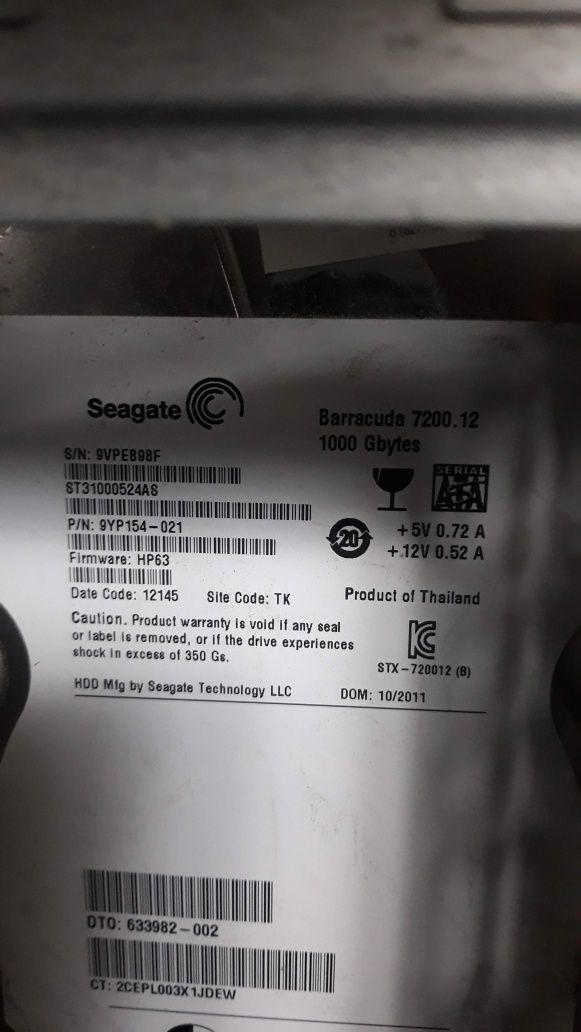 Seagate
Barracuda 7200.12
1000 Gbytes
S/N: 9VPEB98F
ST31000524AS
SERIAL
ATA
P/N: 9YP154-021
20
+5V 0.72 A
+12V 0.52 A
Firmware: HP63
Date Code: 12145 Site Code: TK
Product of Thailand
Caution. Product warranty is void if any seal
or label is removed, or if the drive experiences
shock in excess of 350 Gs.
STX-720012 (B)
HDD Mfg by Seagate Technology LLC
DOM: 10/2011
DTO: 633982-002
CT: 2CEPL003X1JDEW